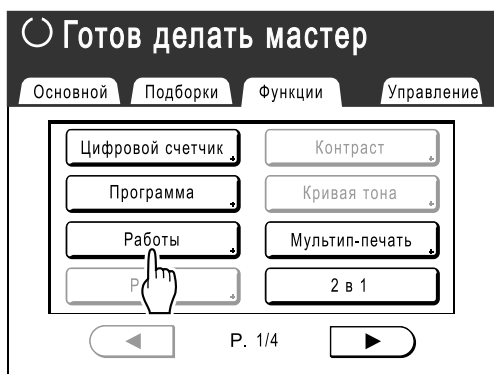 Готов делать мастер
Основной Подборки Функции Управление
Цифровой счетчик Контраст
Программа Кривая тона
Работы Мультип-печать
2 в 1
P. 1/4